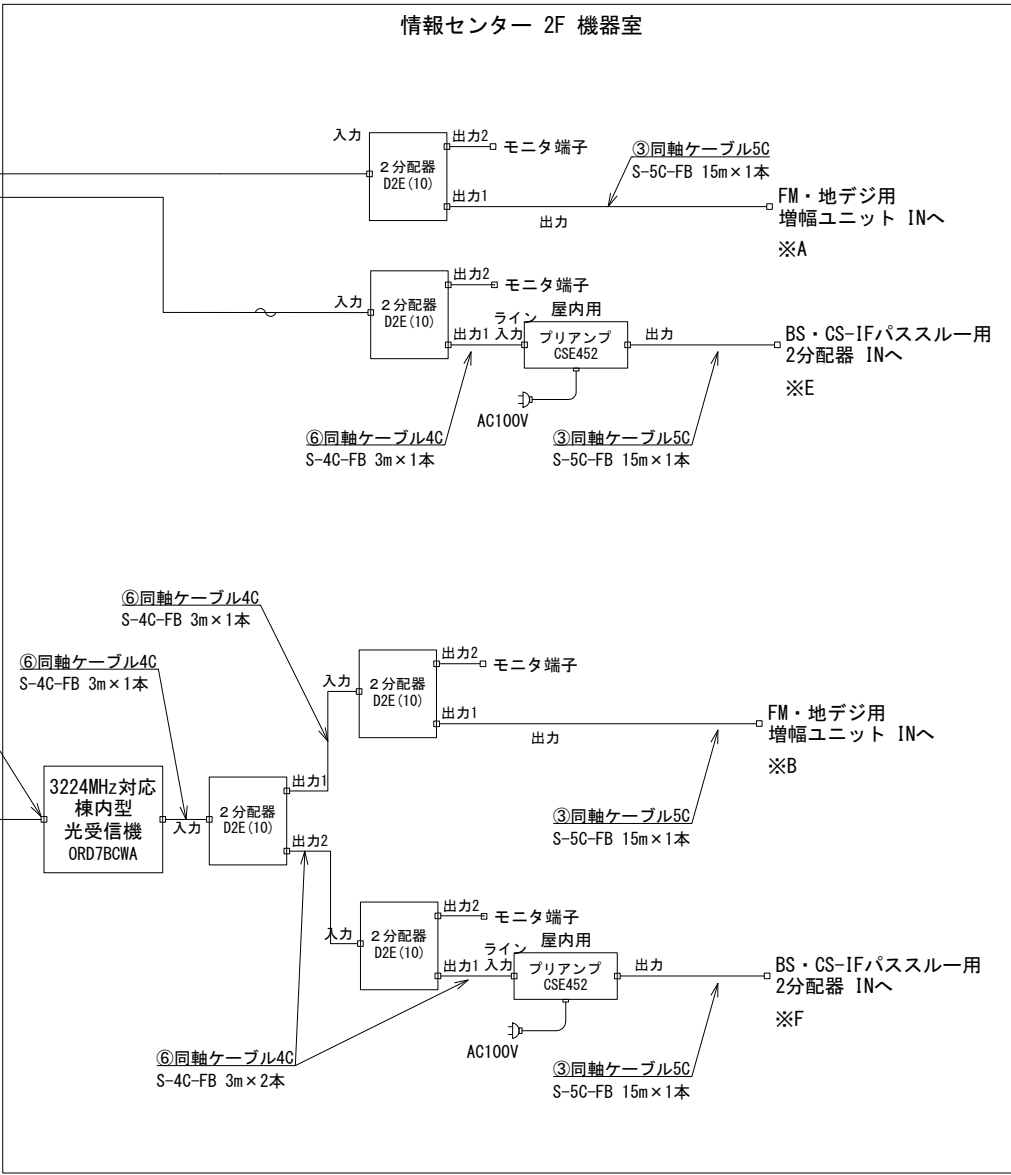 情報センター 2F 機器室
入力
2分配器
D2E(10)
出力2
モニタ端子
出力1
出力
③同軸ケーブル5C
S-5C-FB 15m×1本
FM・地デジ用
増幅ユニット INへ
※A
入力
2分配器
D2E(10)
出力2
モニタ端子
出力1
ライン
入力
屋内用
プリアンプ
CSE452
出力
AC100V
BS・CS-IFパススルー用
2分配器 INへ
※E
⑥同軸ケーブル4C
S-4C-FB 3m×1本
③同軸ケーブル5C
S-5C-FB 15m×1本
⑥同軸ケーブル4C
S-4C-FB 3m×1本
⑥同軸ケーブル4C
S-4C-FB 3m×1本
入力
2分配器
D2E(10)
出力2
モニタ端子
出力1
出力
FM・地デジ用
増幅ユニット INへ
※B
3224MHz対応
棟内型
光受信機
ORD7BCWA
入力
2分配器
D2E(10)
出力1
出力2
③同軸ケーブル5C
S-5C-FB 15m×1本
入力
2分配器
D2E(10)
出力2
モニタ端子
出力1
ライン
入力
屋内用
プリアンプ
CSE452
出力
AC100V
BS・CS-IFパススルー用
2分配器 INへ
※F
⑥同軸ケーブル4C
S-4C-FB 3m×2本
③同軸ケーブル5C
S-5C-FB 15m×1本